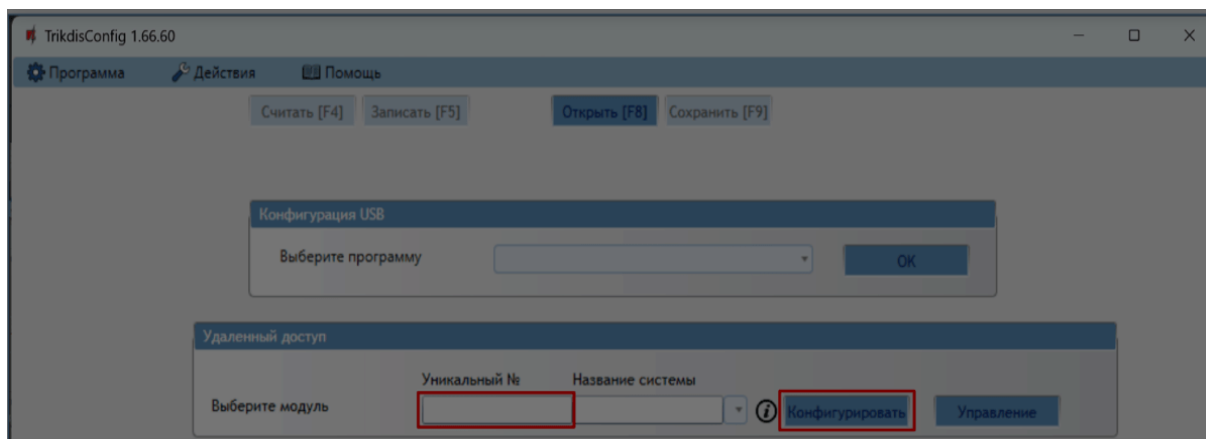 TrikdisConfig 1.66.60
Программа Действия Помощь
Считать [F4] Записать [F5] Открыть [F8] Сохранить [F9]
Конфигурация USB
Выберите программу OK
Удаленный доступ
Уникальный № Название системы
Выберите модуль i Конфигурировать Управление